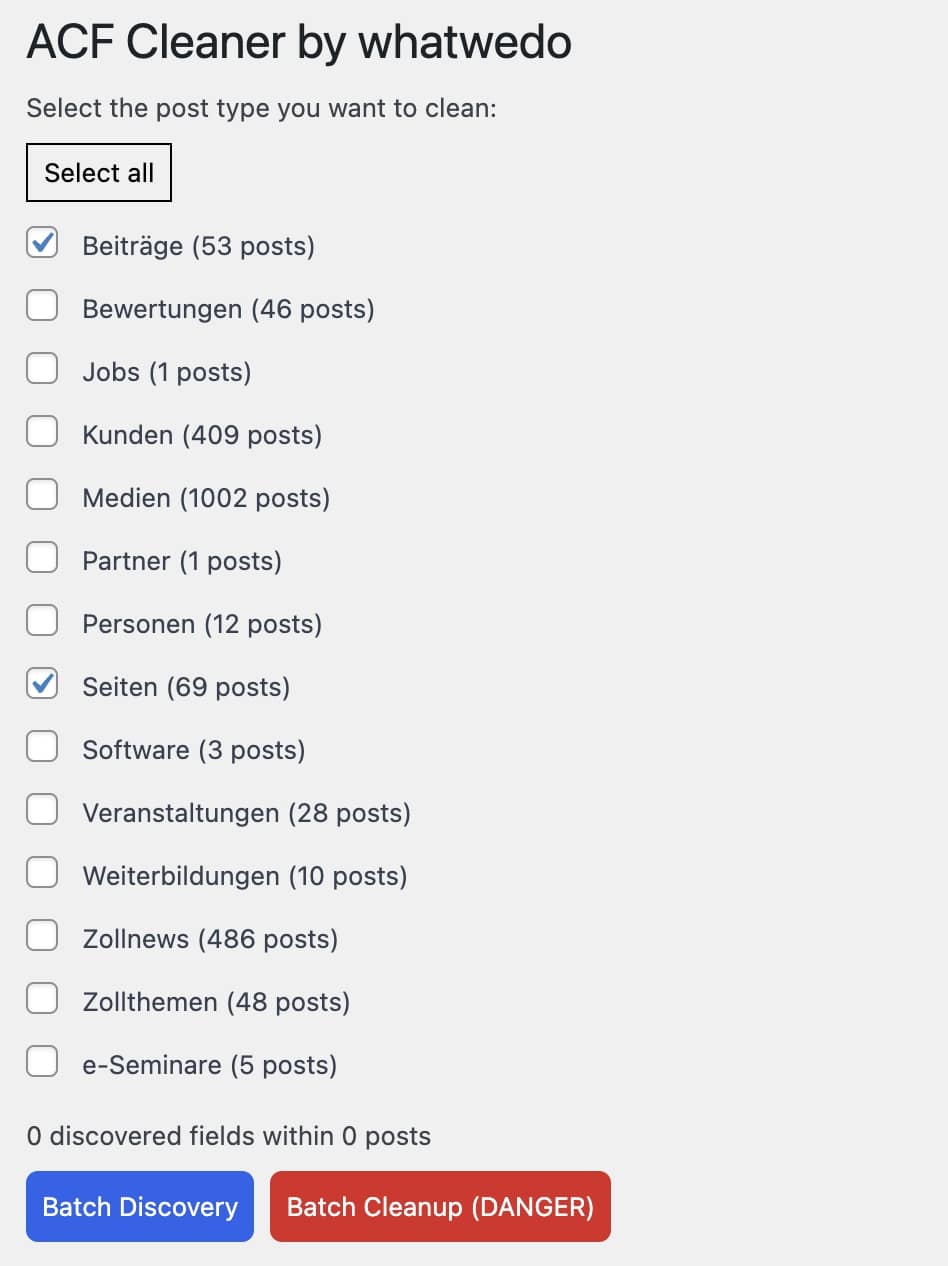 ACF Cleaner by whatwedo
Select the post type you want to clean:
Select all
Beiträge (53 posts)
Bewertungen (46 posts)
Jobs (1 posts)
Kunden (409 posts)
Medien (1002 posts)
Partner (1 posts)
Personen (12 posts)
Seiten (69 posts)
Software (3 posts)
Veranstaltungen (28 posts)
Weiterbildungen (10 posts)
Zollnews (486 posts)
Zollthemen (48 posts)
e-Seminare (5 posts)
0 discovered fields within 0 posts
Batch Discovery
Batch Cleanup (DANGER)